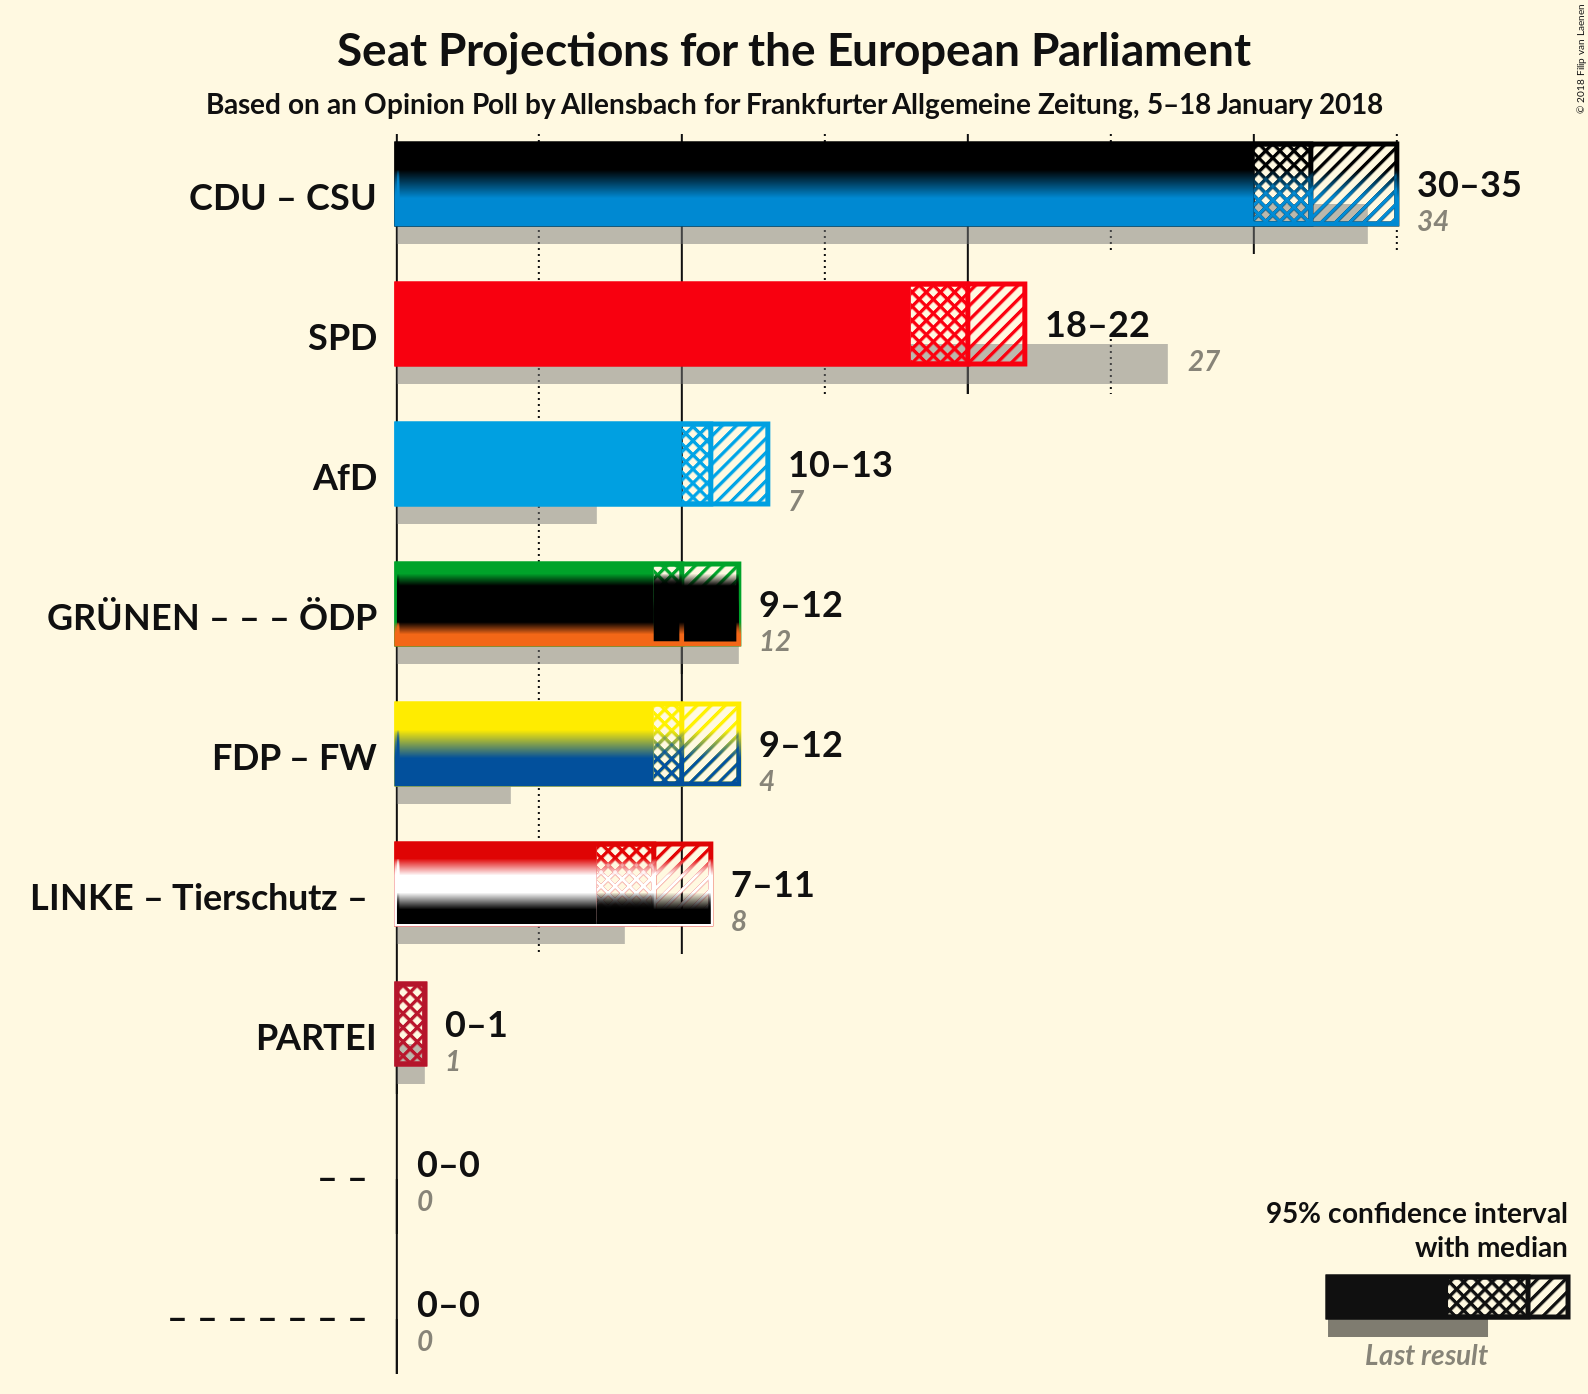 Seat Projections for the European Parliament
Based on an Opinion Poll by Allensbach for Frankfurter Allgemeine Zeitung, 5–18 January 2018
© 2018 Filip van Laenen
CDU – CSU
30–35
34
SPD
18–22
27
AfD
10–13
7
GRÜNEN – – – ÖDP
9–12
12
FDP – FW
9–12
4
LINKE – Tierschutz –
7–11
8
PARTEI
0–1
1
– –
0–0
0
– – – – – – –
0–0
0
95% confidence interval
with median
Last result